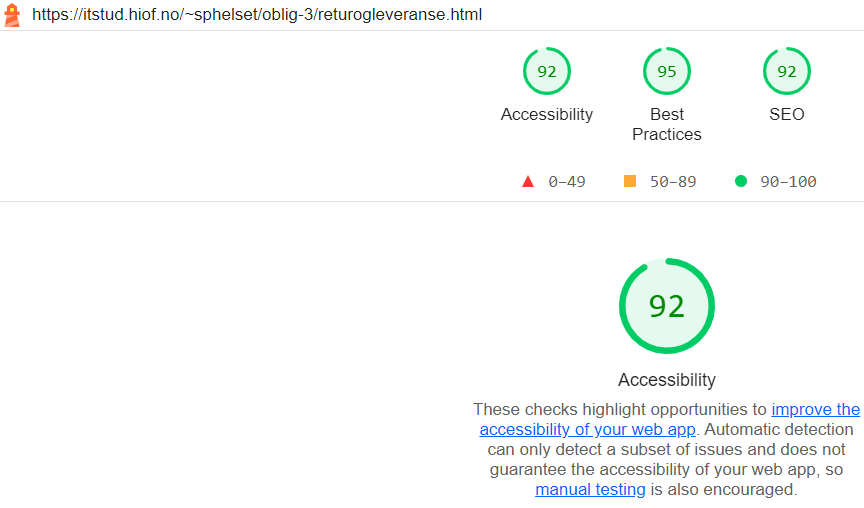 https://itstud.hiof.no/~sphelset/oblig-3/returogleveranse.html
92
95
92
Accessibility
Best
Practices
SEO
0–49
50–89
90–100
92
Accessibility
These checks highlight opportunities to improve the
accessibility of your web app. Automatic detection
can only detect a subset of issues and does not
guarantee the accessibility of your web app, so
manual testing is also encouraged.